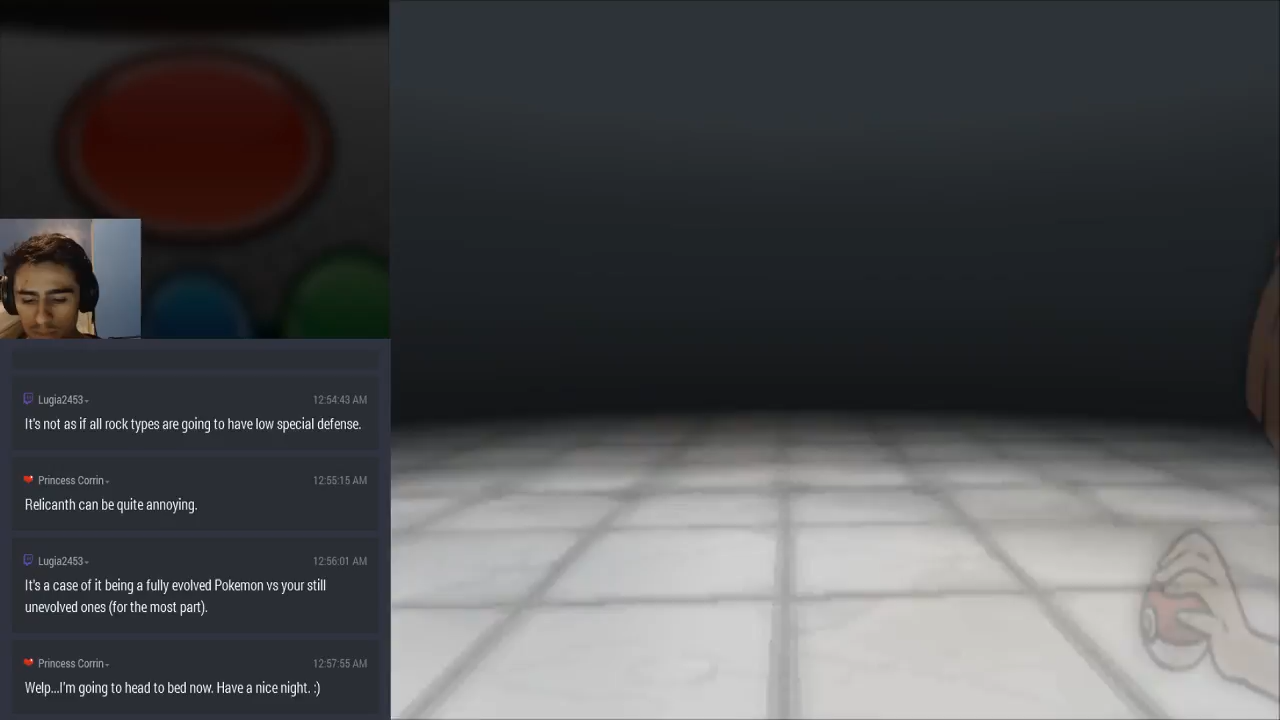 Lugia2453
12:54:43 AM
It's not as if all rock types are going to have low special defense.
Princess Corrin
12:55:15 AM
Relicanth can be quite annoying.
Lugia2453
12:56:01 AM
It's a case of it being a fully evolved Pokemon vs your still
unevolved ones (for the most part).
Princess Corrin
12:57:55 AM
Welp...I'm going to head to bed now. Have a nice night. :)